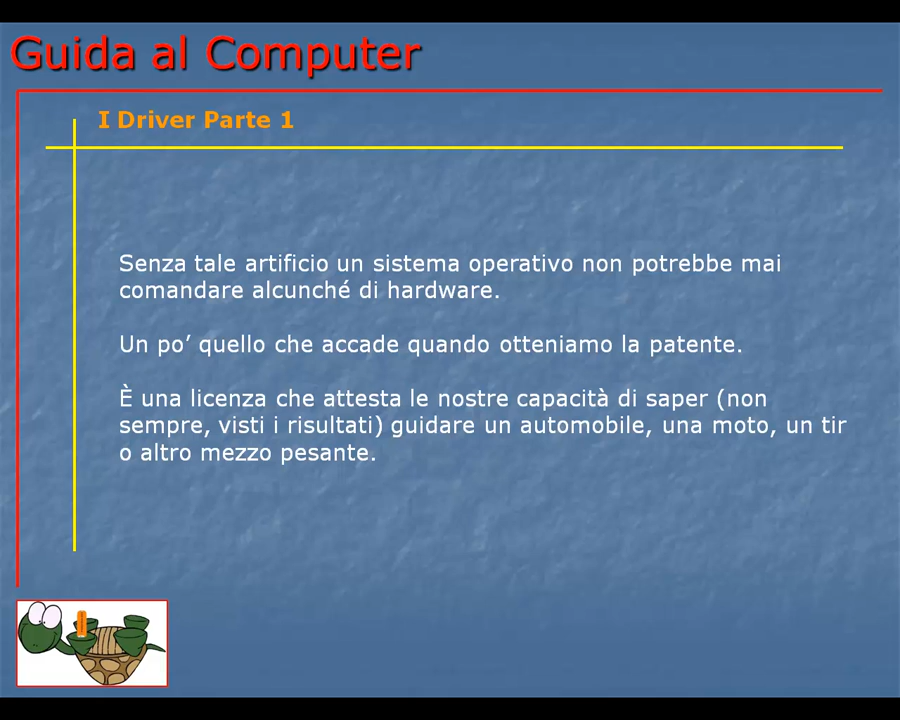 Guida al Computer
I Driver Parte 1
Senza tale artificio un sistema operativo non potrebbe mai
comandare alcunché di hardware.
Un po’ quello che accade quando otteniamo la patente.
È una licenza che attesta le nostre capacità di saper (non
sempre, visti i risultati) guidare un automobile, una moto, un tir
o altro mezzo pesante.